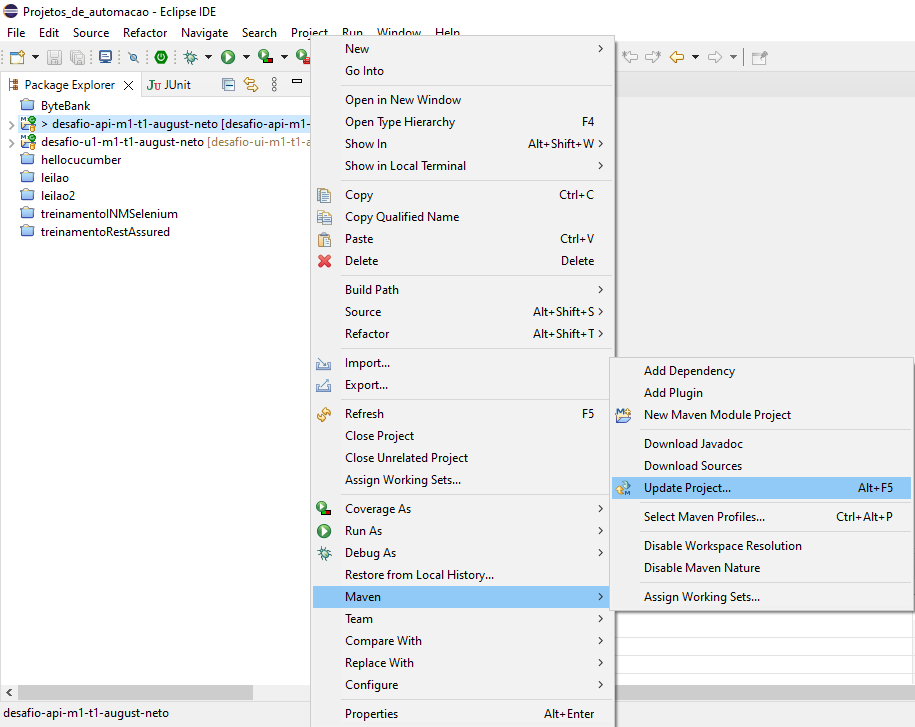 Projetos_de_automacao - Eclipse IDE
File Edit Source Refactor Navigate Search Project Run Window Help
Package Explorer JUnit
ByteBank
> desafio-api-m1-t1-august-neto [desafio-api-m1-
desafio-u1-m1-t1-august-neto [desafio-ui-m1-t1-a
hellocucumber
leilao
leilao2
treinamentoINMSelenium
treinamentoRestAssured
desafio-api-m1-t1-august-neto
New
Go Into
Open in New Window
Open Type Hierarchy F4
Show In Alt+Shift+W
Show in Local Terminal
Copy Ctrl+C
Copy Qualified Name
Paste Ctrl+V
Delete Delete
Build Path
Source Alt+Shift+S
Refactor Alt+Shift+T
Import...
Export...
Refresh F5
Close Project
Close Unrelated Project
Assign Working Sets...
Coverage As
Run As
Debug As
Restore from Local History...
Maven
Team
Compare With
Replace With
Configure
Properties Alt+Enter
Add Dependency
Add Plugin
New Maven Module Project
Download Javadoc
Download Sources
Update Project... Alt+F5
Select Maven Profiles... Ctrl+Alt+P
Disable Workspace Resolution
Disable Maven Nature
Assign Working Sets...